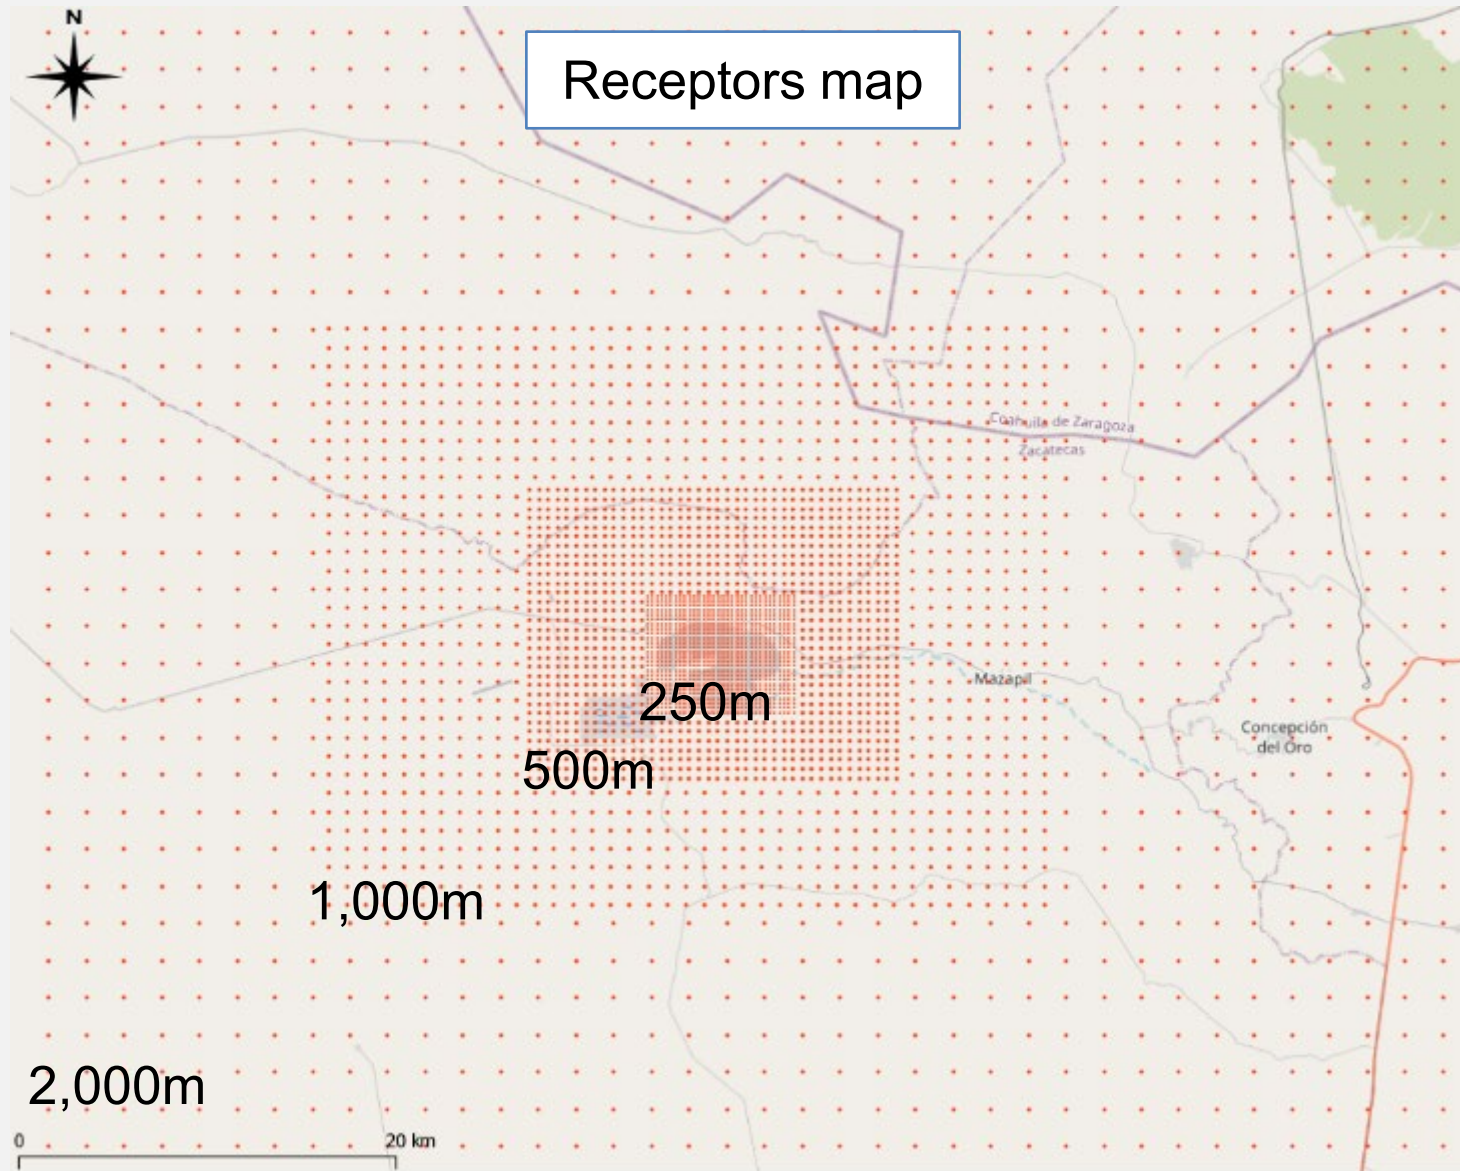 N
Receptors map
Coahuila de Zaragoza
Zacatecas
Mazapil
250m
Concepción
del Oro
500m
1,000m
2,000m
0
20 km